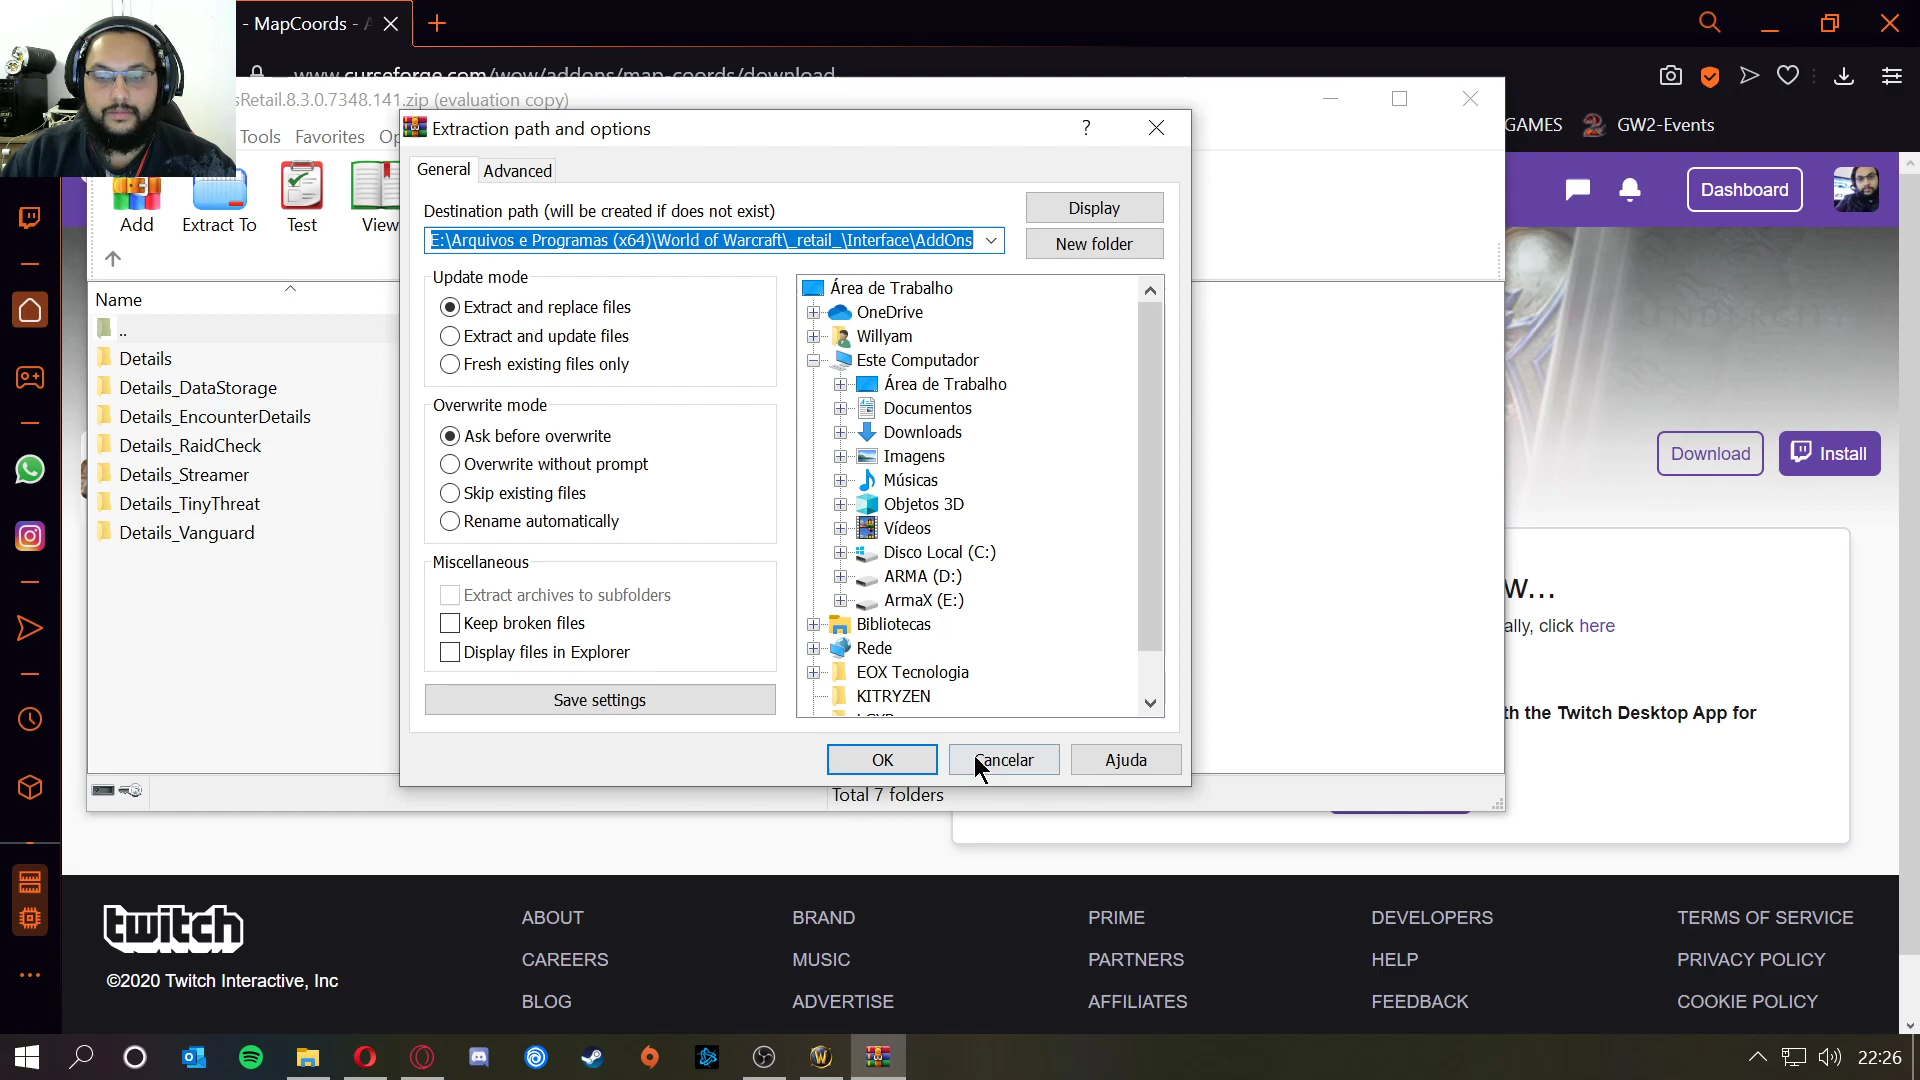 - MapCoords -
www.curseforge.com/wow/addons/map-coords/download
sRetail.8.3.0.7348.141.zip (evaluation copy)
Tools Favorites
Add
Extract To
Test
View
Name
..
Details
Details_DataStorage
Details_EncounterDetails
Details_RaidCheck
Details_Streamer
Details_TinyThreat
Details_Vanguard
Total 7 folders
Extraction path and options
?
General
Advanced
Destination path (will be created if does not exist)
E:\Arquivos e Programas (x64)\World of Warcraft\_retail_\Interface\AddOns
Display
New folder
Update mode
Extract and replace files
Extract and update files
Fresh existing files only
Overwrite mode
Ask before overwrite
Overwrite without prompt
Skip existing files
Rename automatically
Miscellaneous
Extract archives to subfolders
Keep broken files
Display files in Explorer
Save settings
Área de Trabalho
OneDrive
Willyam
Este Computador
Área de Trabalho
Documentos
Downloads
Imagens
Músicas
Objetos 3D
Vídeos
Disco Local (C:)
ARMA (D:)
ArmaX (E:)
Bibliotecas
Rede
EOX Tecnologia
KITRYZEN
OK
Cancelar
Ajuda
GAMES
GW2-Events
Dashboard
UNDERCITY
Download
Install
w...
ally, click here
th the Twitch Desktop App for
twitch
©2020 Twitch Interactive, Inc
ABOUT
CAREERS
BLOG
BRAND
MUSIC
ADVERTISE
PRIME
PARTNERS
AFFILIATES
DEVELOPERS
HELP
FEEDBACK
TERMS OF SERVICE
PRIVACY POLICY
COOKIE POLICY
22:26